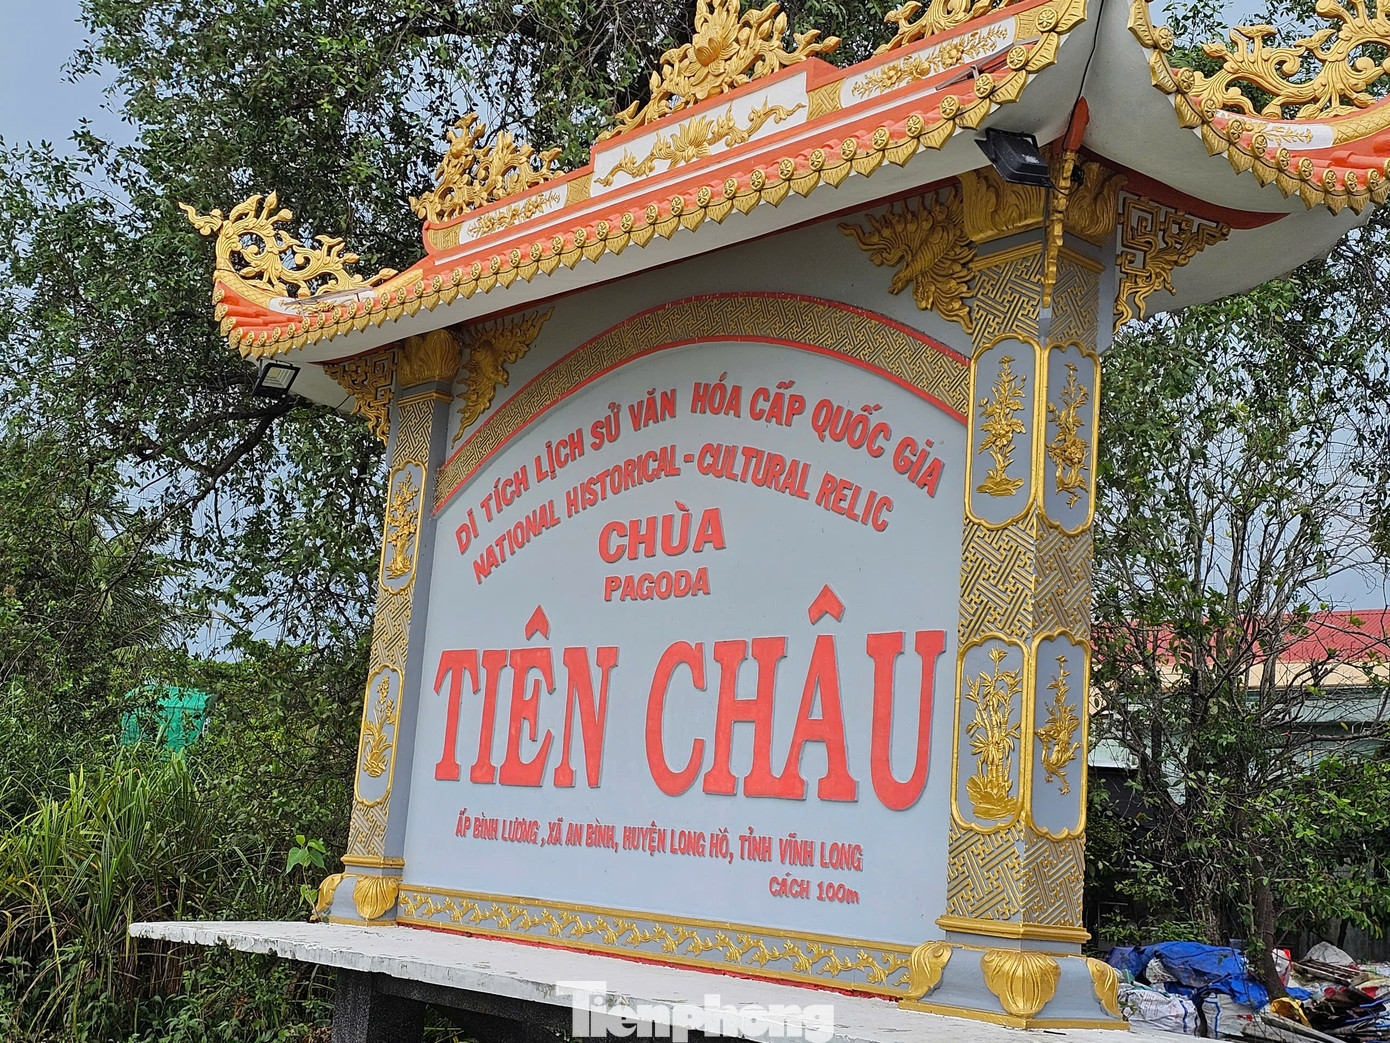 DI TÍCH LỊCH SỬ VĂN HÓA CẤP QUỐC GIA
NATIONAL HISTORICAL - CULTURAL RELIC
CHÙA
PAGODA
TIÊN CHÂU
ẤP BÌNH LƯƠNG , XÃ AN BÌNH, HUYỆN LONG HỒ, TỈNH VĨNH LONG
CÁCH 100m
Tienphong